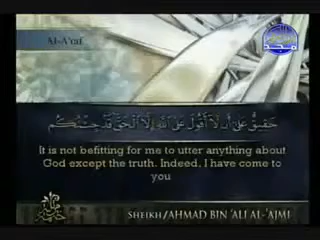 Al-A'raf
حَقِيقٌ عَلَىٰ أَن لَّا أَقُولَ عَلَى اللَّهِ إِلَّا الْحَقَّ قَدْ جِئْتُكُم
It is not befitting for me to utter anything about
God except the truth. Indeed, I have come to
you
SHEIKH/AHMAD BIN 'ALI AL-'AJMI